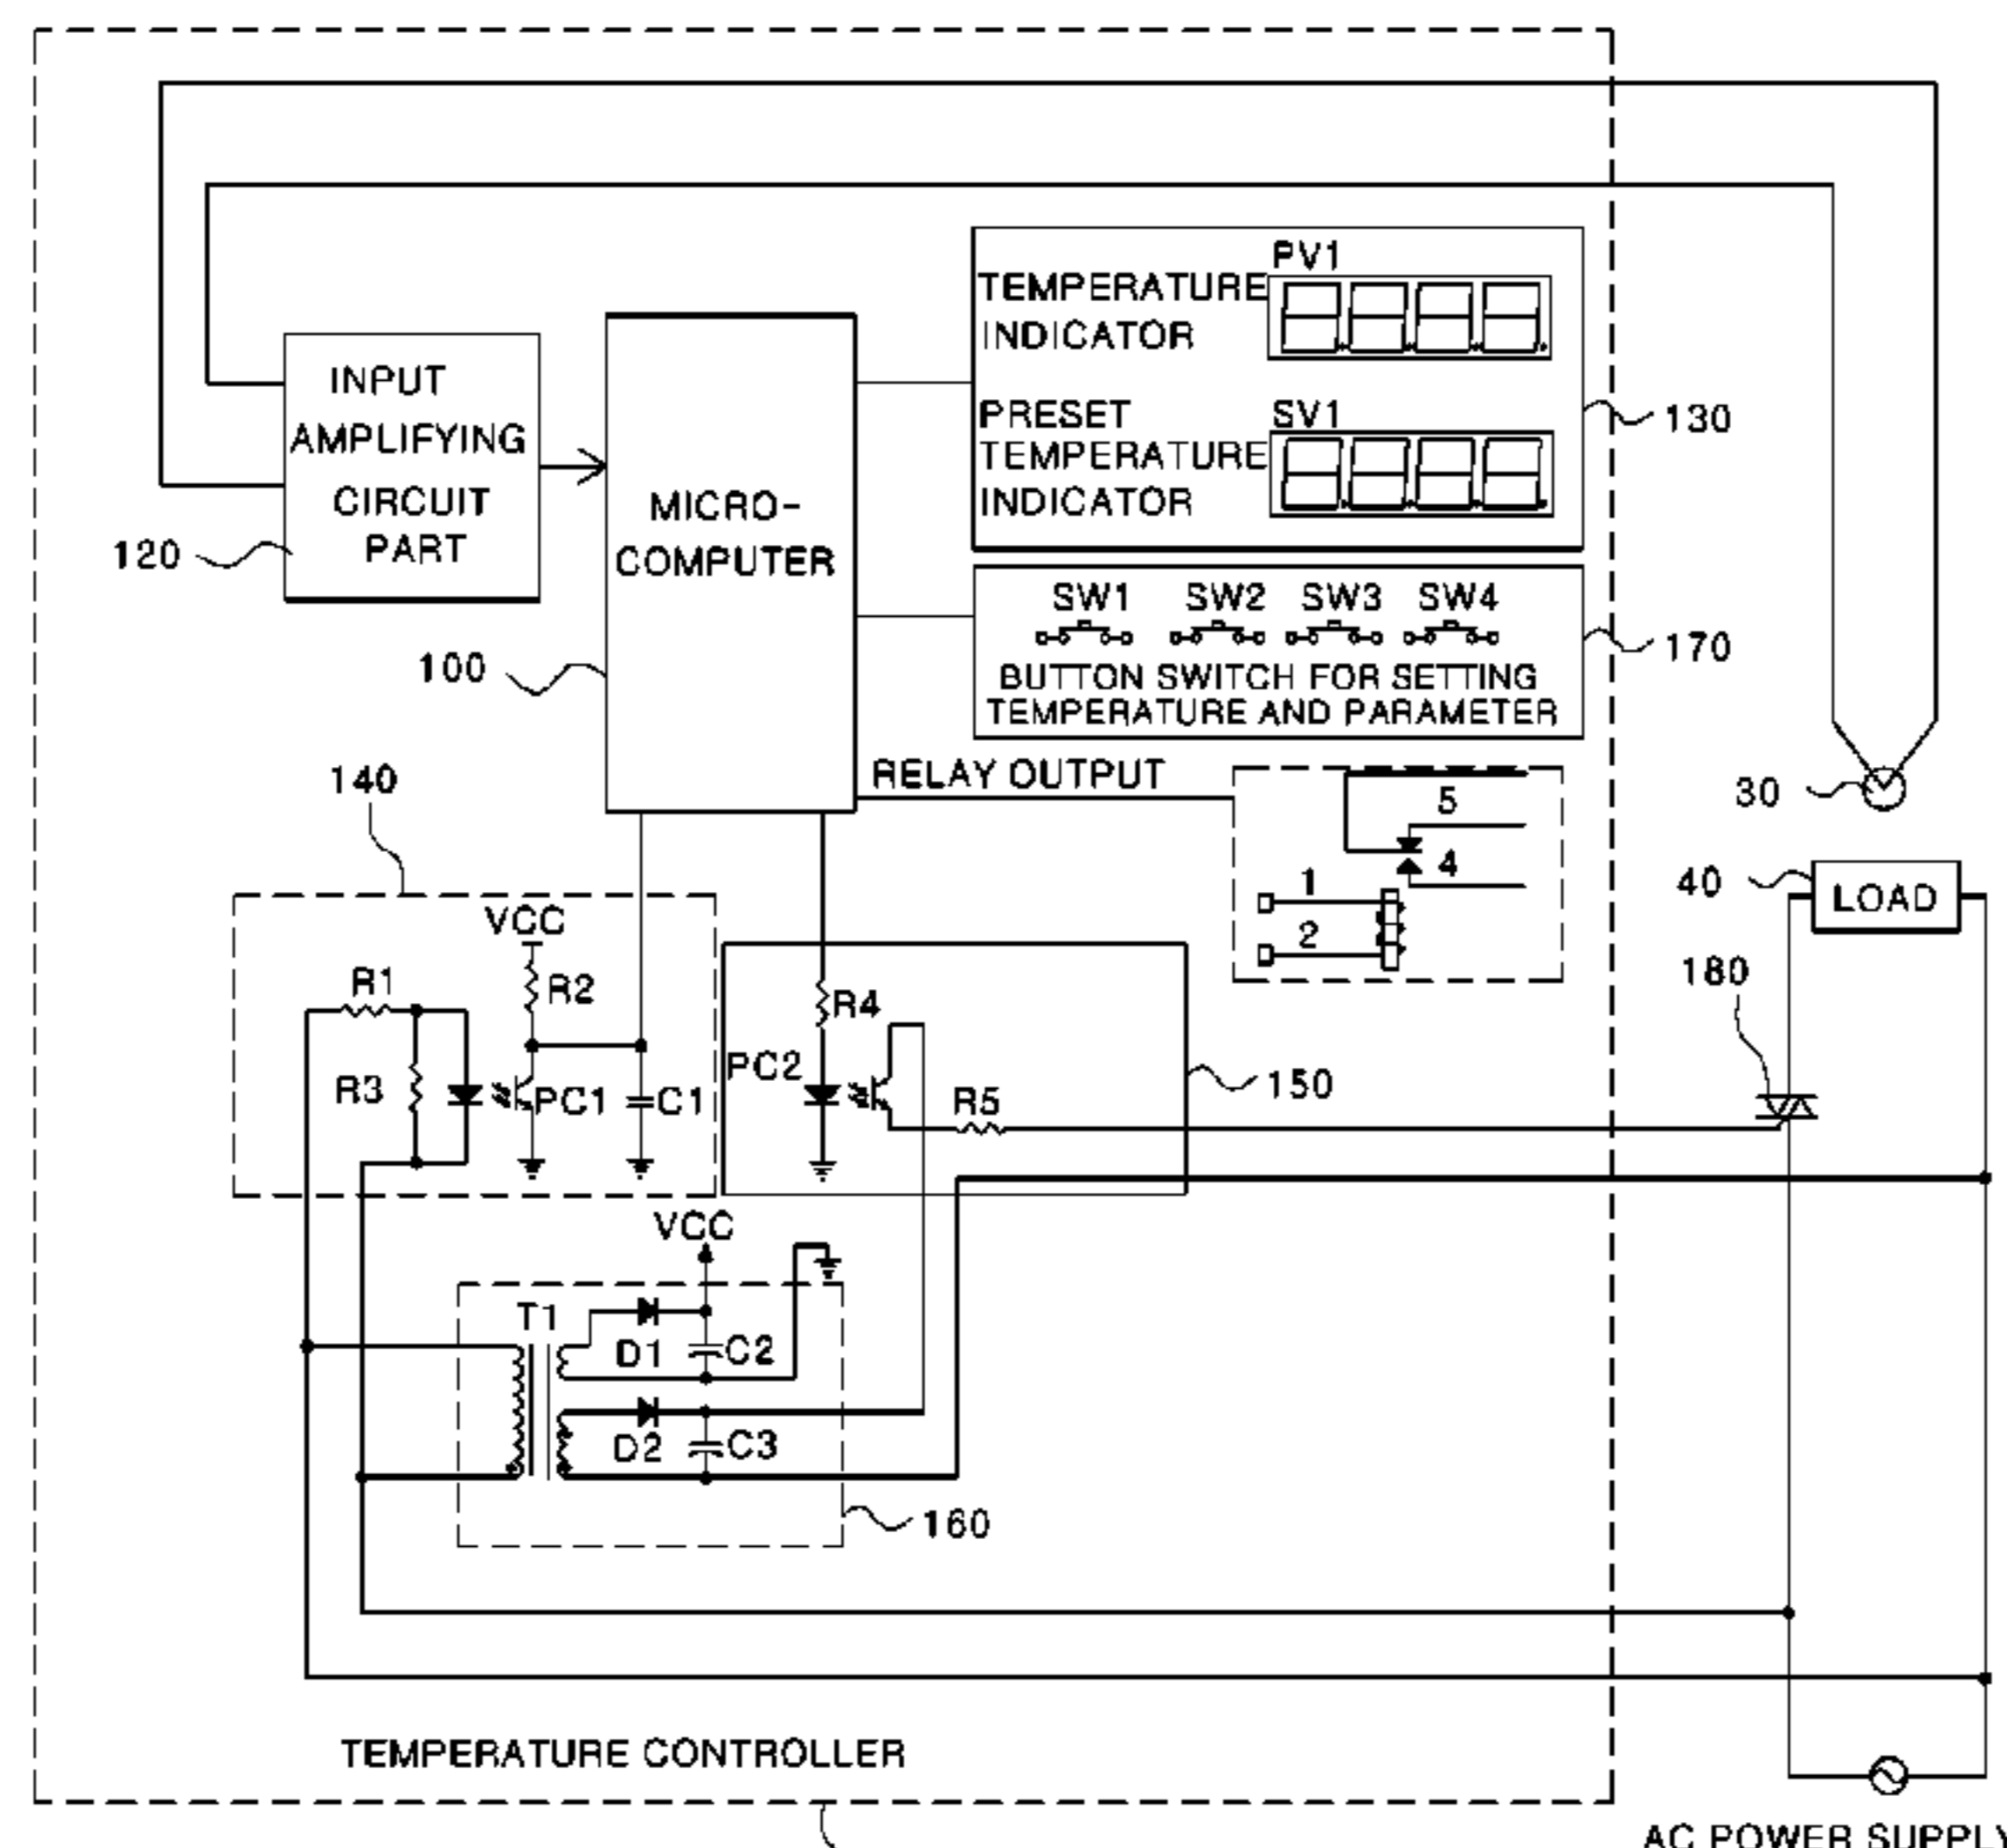 PV1
TEMPERATURE
INDICATOR
PRESET
TEMPERATURE
INDICATOR
SV1
130
INPUT
AMPLIFYING
CIRCUIT
PART
120
MICRO-
COMPUTER
100
SW1 SW2 SW3 SW4
BUTTON SWITCH FOR SETTING
TEMPERATURE AND PARAMETER
170
RELAY OUTPUT
5
4
1
2
30
40
LOAD
180
140
VCC
R1
R2
R3
PC1
C1
R4
PC2
R5
150
VCC
T1
D1
C2
D2
C3
160
TEMPERATURE CONTROLLER
AC POWER SUPPLY